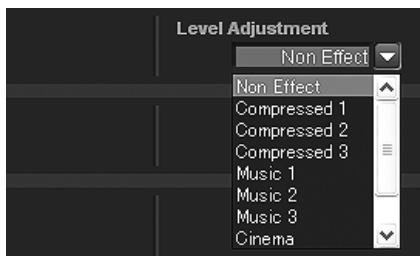 Level Adjustment
Non Effect
Non Effect
Compressed 1
Compressed 2
Compressed 3
Music 1
Music 2
Music 3
Cinema